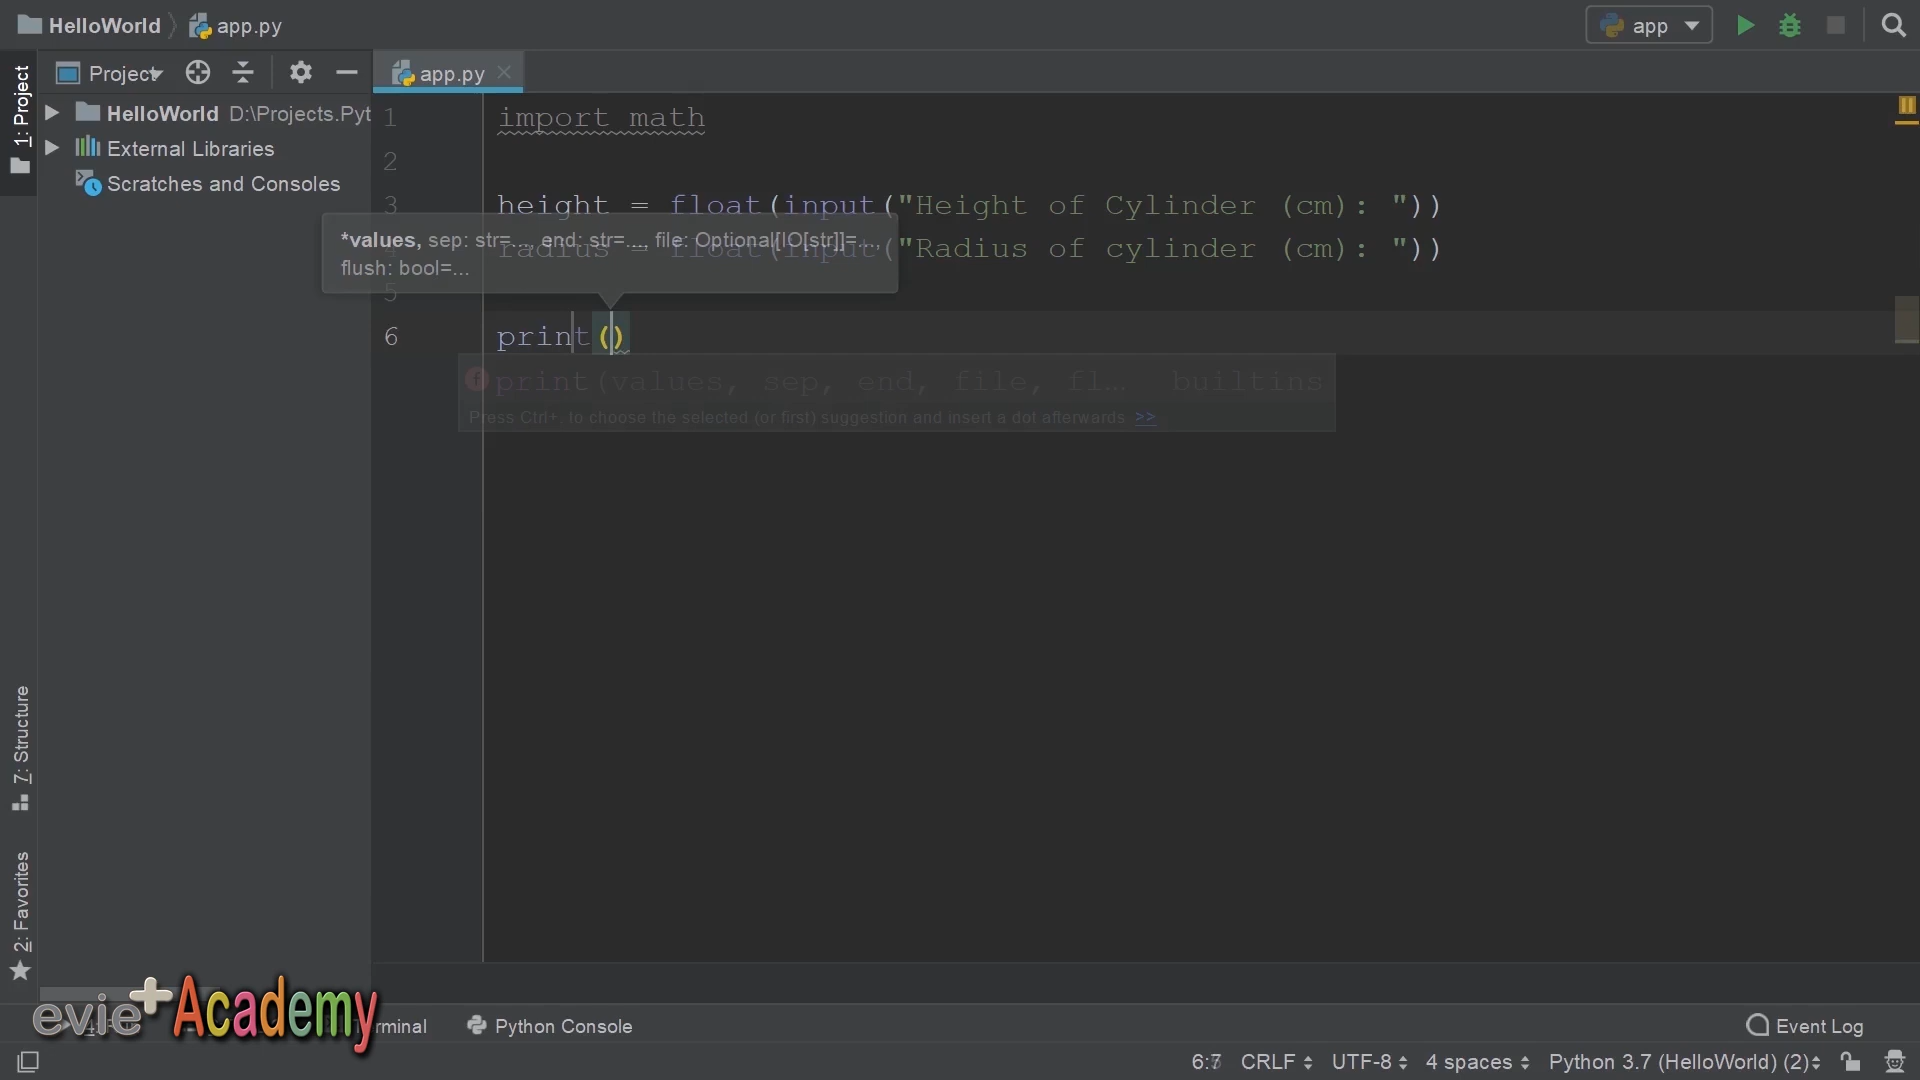 HelloWorld
app.py
app
1: Project
Project
app.py
HelloWorld D:\Projects.Pyt
External Libraries
Scratches and Consoles
1 import math
2
3 height = float(input("Height of Cylinder (cm): "))
radius = float(input("Radius of cylinder (cm): "))
*values, sep: str=..., end: str=..., file: Optional[IO[str]]=...,
flush: bool=...
5
6 print()
print(values, sep, end, file, fl... builtins
Press Ctrl+. to choose the selected (or first) suggestion and insert a dot afterwards >>
7: Structure
2: Favorites
evie+Academy
rminal
Python Console
Event Log
CRLF
UTF-8
4 spaces
Python 3.7 (HelloWorld) (2)